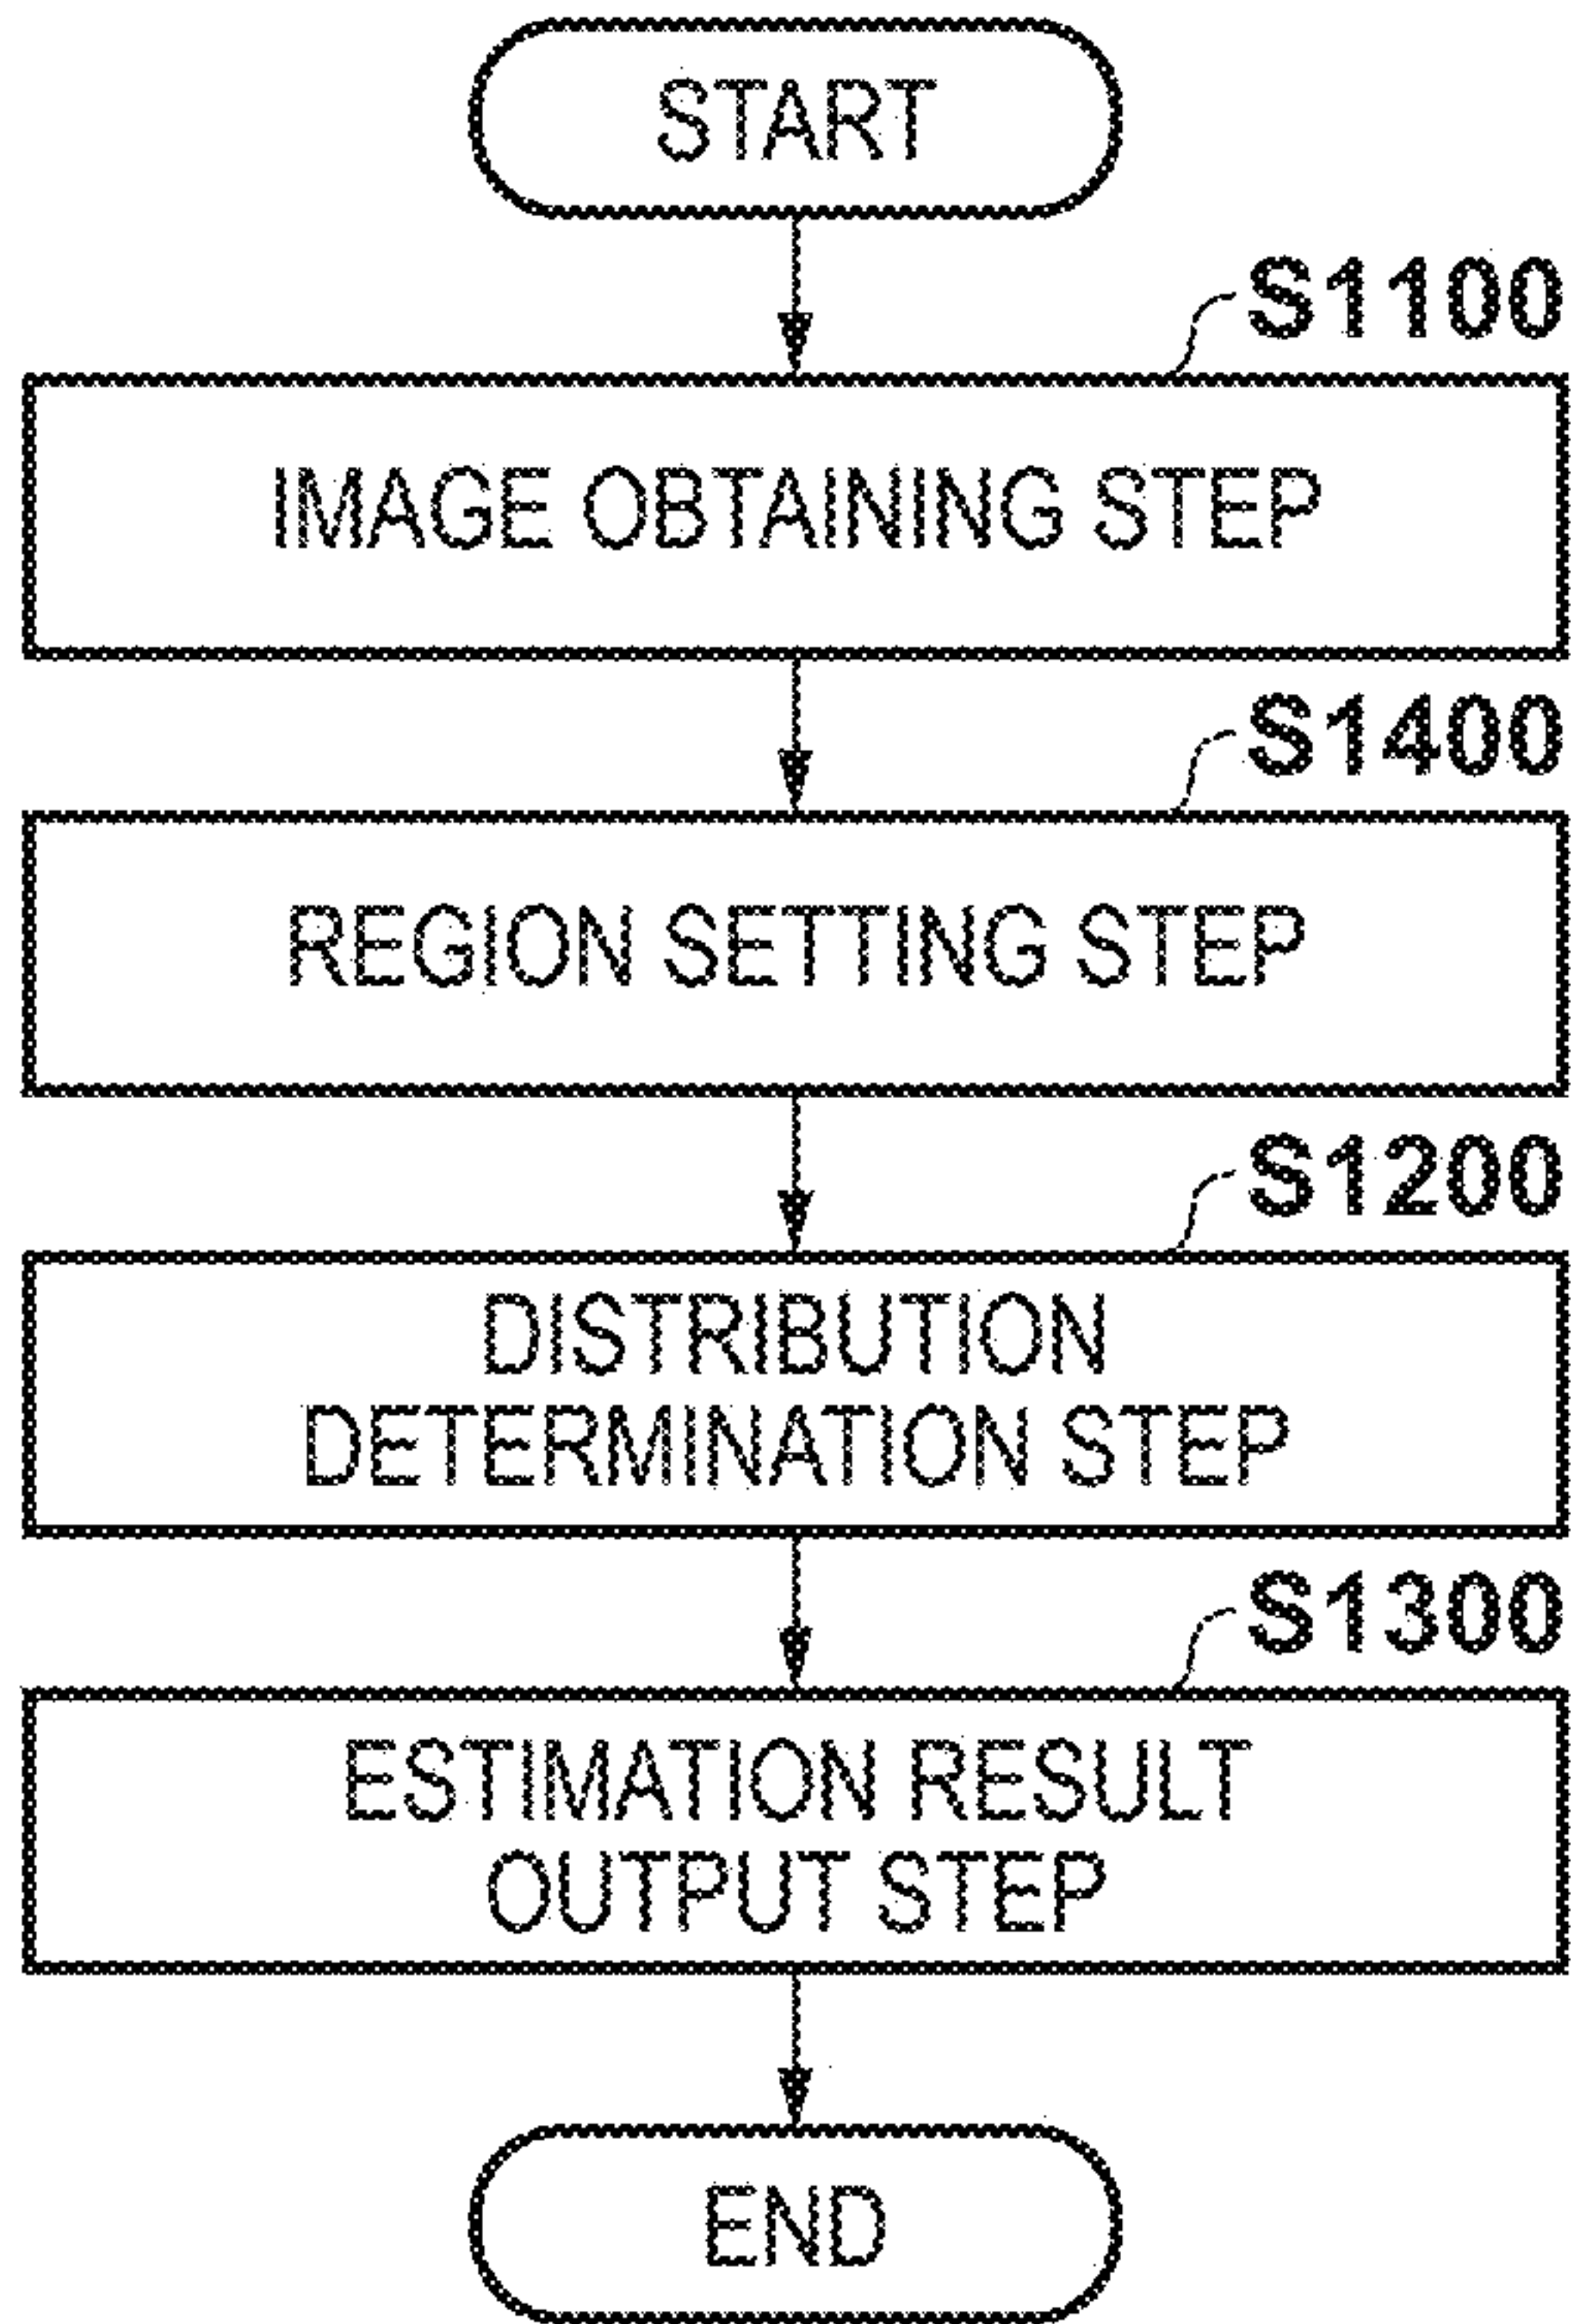 START
S1100
IMAGE OBTAINING STEP
S1400
REGION SETTING STEP
S1200
DISTRIBUTION
DETERMINATION STEP
S1300
ESTIMATION RESULT
OUTPUT STEP
END